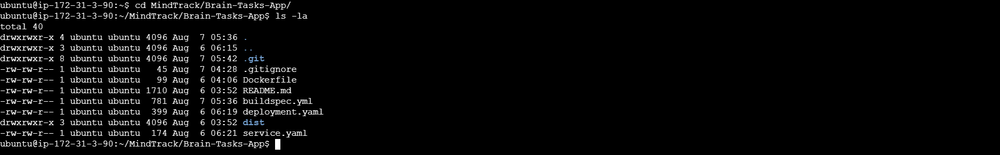 ubuntu@ip-172-31-3-90:~$ cd MindTrack/Brain-Tasks-App/
ubuntu@ip-172-31-3-90:~/MindTrack/Brain-Tasks-App$ ls -la
total 40
drwxrwxr-x 4 ubuntu ubuntu 4096 Aug  7 05:36 .
drwxrwxr-x 3 ubuntu ubuntu 4096 Aug  6 06:15 ..
drwxrwxr-x 8 ubuntu ubuntu 4096 Aug  7 05:42 .git
-rw-rw-r-- 1 ubuntu ubuntu   45 Aug  7 04:28 .gitignore
-rw-rw-r-- 1 ubuntu ubuntu   99 Aug  6 04:06 Dockerfile
-rw-rw-r-- 1 ubuntu ubuntu 1710 Aug  6 03:52 README.md
-rw-rw-r-- 1 ubuntu ubuntu  781 Aug  7 05:36 buildspec.yml
-rw-rw-r-- 1 ubuntu ubuntu  399 Aug  6 06:19 deployment.yaml
drwxrwxr-x 3 ubuntu ubuntu 4096 Aug  6 03:52 dist
-rw-rw-r-- 1 ubuntu ubuntu  174 Aug  6 06:21 service.yaml
ubuntu@ip-172-31-3-90:~/MindTrack/Brain-Tasks-App$